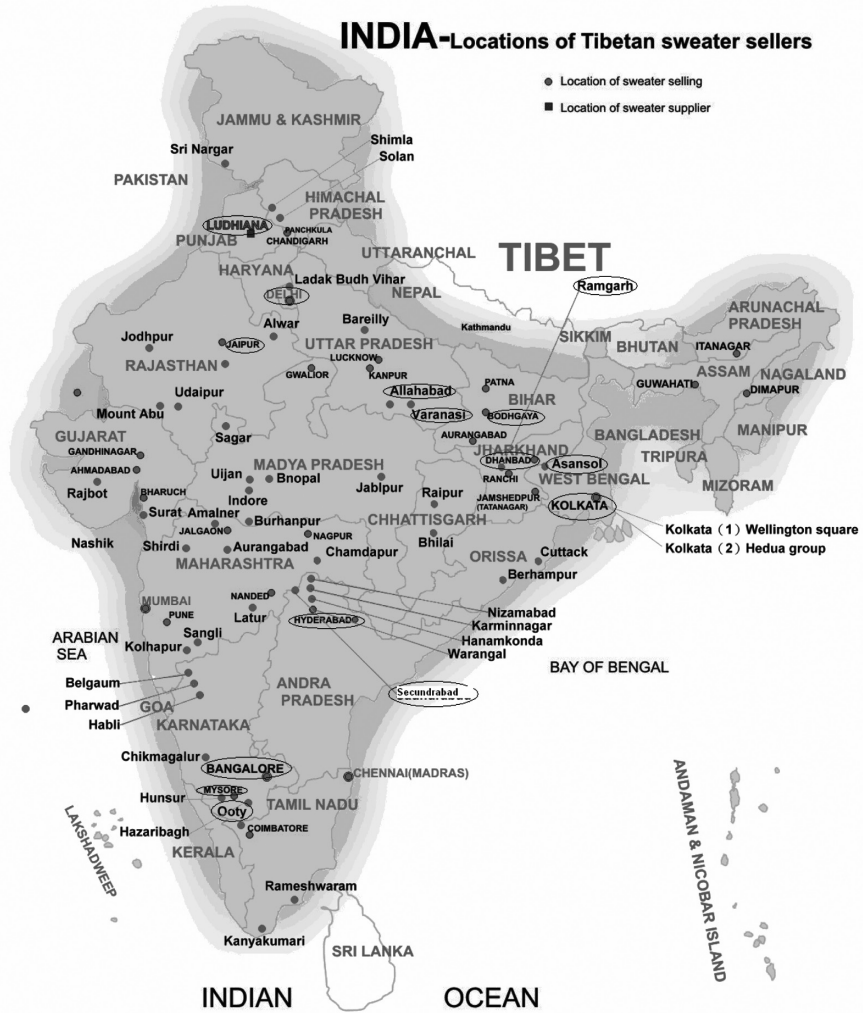 INDIA-Locations of Tibetan sweater sellers
Location of sweater selling
Location of sweater supplier
JAMMU & KASHMIR
Shimla
Sri Nargar
Solan
PAKISTAN
HIMACHAL
PRADESH
LUDHIANA
PANCHKULA
PUNJAB
CHANDIGARH
UTTARANCHAL
TIBET
HARYANA
Ladak Budh Vihar
Ramgarh
DELHI
NEPAL
ARUNACHAL
PRADESH
Alwar
Bareilly
Kathmandu
SIKKIM
Jodhpur
JAIPUR
UTTAR PRADESH
BHUTAN
ITANAGAR
LUCKNOW
RAJASTHAN
GWALIOR
KANPUR
ASSAM
NAGALAND
PATNA
GUWAHATI
DIMAPUR
Udaipur
Allahabad
BIHAR
Mount Abu
Varanasi
BODHGAYA
GUJARAT
Sagar
AURANGABAD
BANGLADESH
MANIPUR
GANDHINAGAR
JHARKHAND
TRIPURA
AHMADABAD
MADYA PRADESH
DHANBAD
Asansol
Uijan
Bnopal
RANCHI
WEST BENGAL
MIZORAM
Rajbot
BHARUCH
Indore
Jablpur
Raipur
JAMSHEDPUR
(TATANAGAR)
KOLKATA
Surat
Amalner
Burhanpur
CHHATTISGARH
JALGAON
NAGPUR
Kolkata（1）Wellington square
Nashik
Shirdi
Aurangabad
Chamdapur
Bhilai
Kolkata（2）Hedua group
MAHARASHTRA
ORISSA
Cuttack
Berhampur
MUMBAI
NANDED
PUNE
Latur
HYDERABAD
Nizamabad
Karminnagar
ARABIAN
SEA
Sangli
Hanamkonda
Kolhapur
Warangal
BAY OF BENGAL
Belgaum
ANDRA
PRADESH
Secundrabad
Pharwad
GOA
Habli
KARNATAKA
Chikmagalur
BANGALORE
CHENNAI(MADRAS)
MYSORE
Hunsur
TAMIL NADU
Ooty
Hazaribagh
COIMBATORE
LAKSHADWEEP
KERALA
ANDAMAN & NICOBAR ISLAND
Rameshwaram
Kanyakumari
SRI LANKA
INDIAN OCEAN